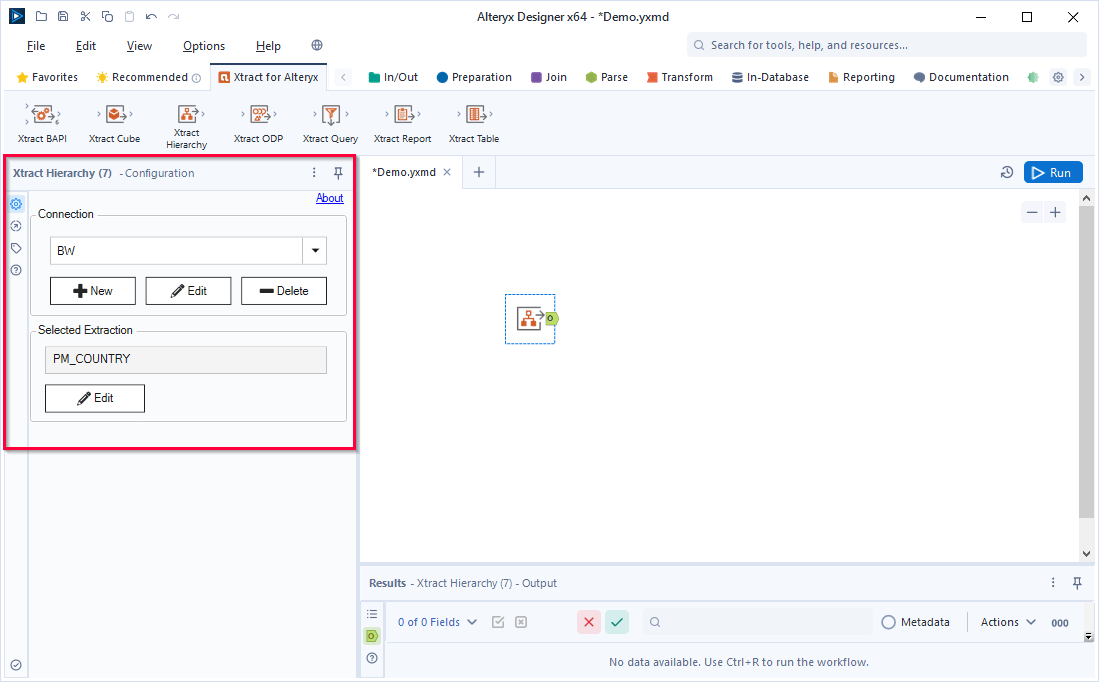 Alteryx Designer x64 - *Demo.yxmd
File Edit View Options Help
Search for tools, help, and resources...
Favorites Recommended Xtract for Alteryx In/Out Preparation Join Parse Transform In-Database Reporting Documentation
Xtract BAPI Xtract Cube Xtract Hierarchy Xtract ODP Xtract Query Xtract Report Xtract Table
Xtract Hierarchy (7) - Configuration
*Demo.yxmd
Run
About
Connection
BW
New Edit Delete
Selected Extraction
PM_COUNTRY
Edit
O
Results - Xtract Hierarchy (7) - Output
0 of 0 Fields
Metadata
Actions
000
O
No data available. Use Ctrl+R to run the workflow.